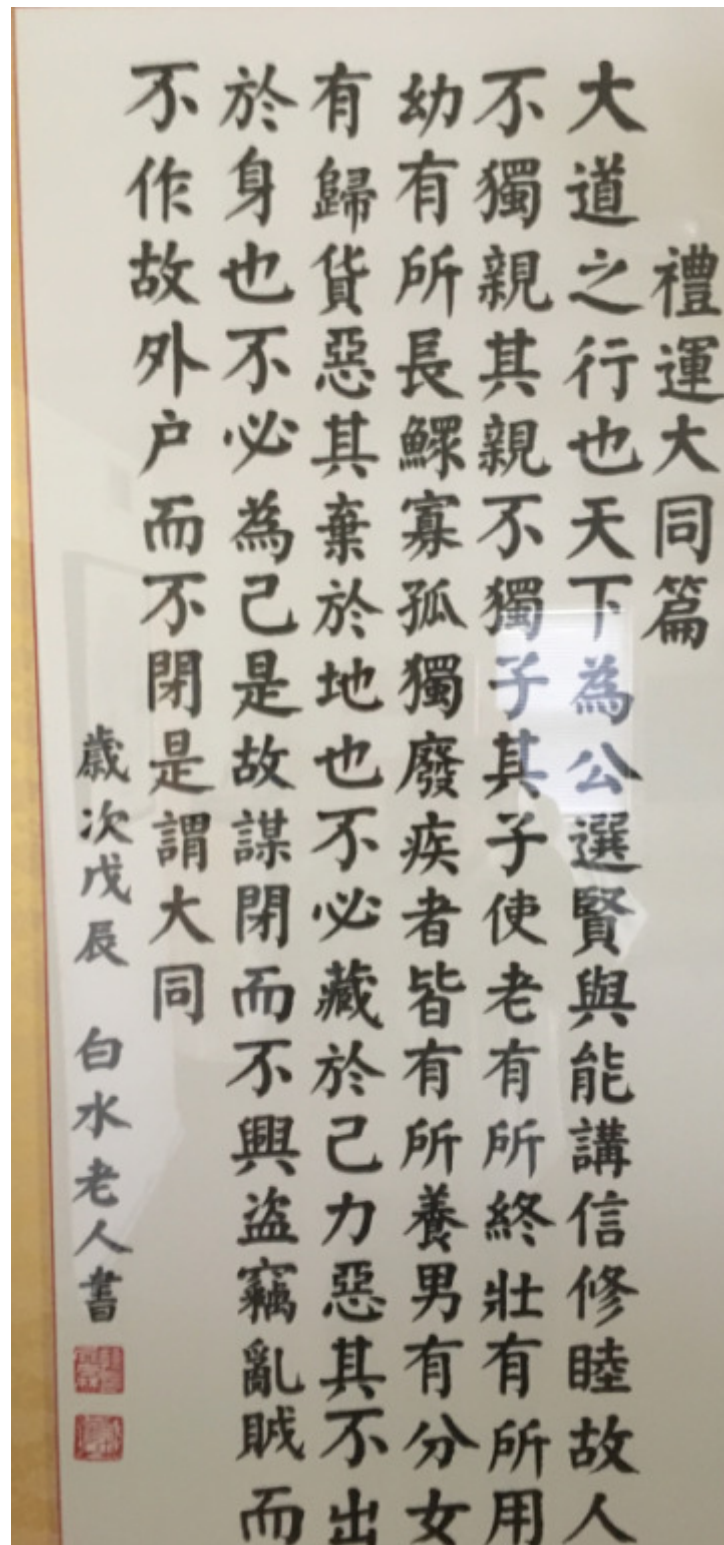 禮運大同篇
大道之行也天下為公選賢與能講信修睦故人
不獨親其親不獨子其子使老有所終壯有所用
幼有所長鰥寡孤獨廢疾者皆有所養男有分女
有歸貨惡其棄於地也不必藏於己力惡其不出
於身也不必為己是故謀閉而不興盜竊亂賊而
不作故外户而不閉是謂大同
歲次戊辰 白水老人書